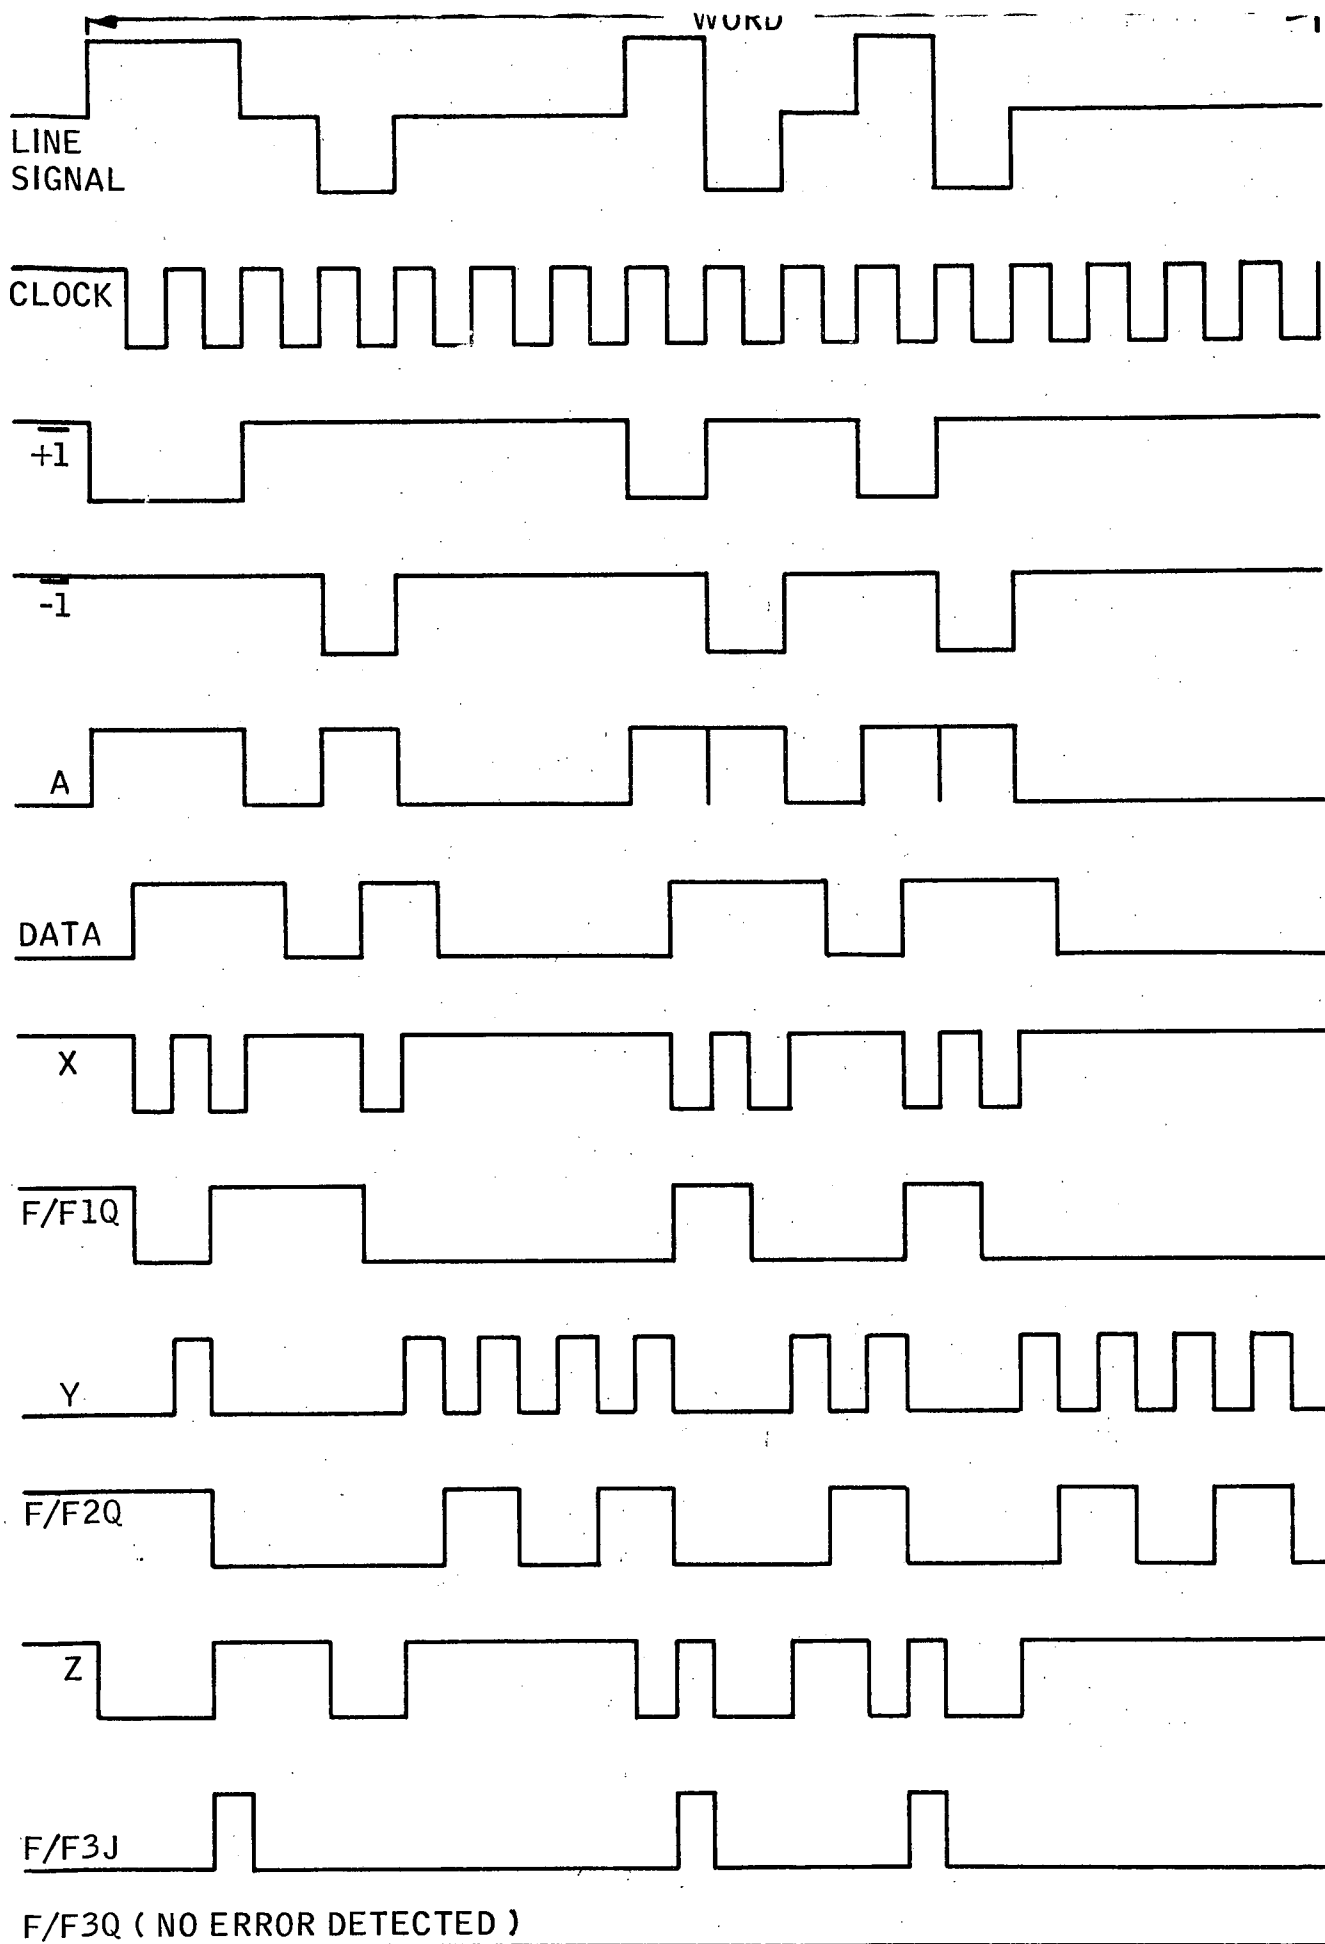 WORD
LINE
SIGNAL
CLOCK
+1
-1
A
DATA
X
F/F1Q
Y
F/F2Q
Z
F/F3J
F/F3Q ( NO ERROR DETECTED )